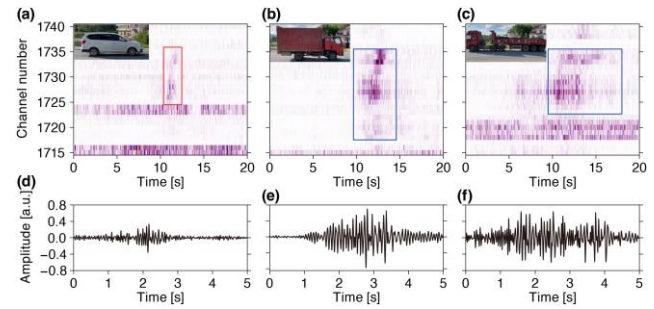 (a) (b) (c)
Channel number
1740
1735
1730
1725
1720
1715
0 5 10 15 20 0 5 10 15 20 0 5 10 15 20
Time [s] Time [s] Time [s]
(d) (e) (f)
Amplitude [a.u.]
0.8
0.4
0.0
−0.4
−0.8
0 1 2 3 4 5 0 1 2 3 4 5 0 1 2 3 4 5
Time [s] Time [s] Time [s]